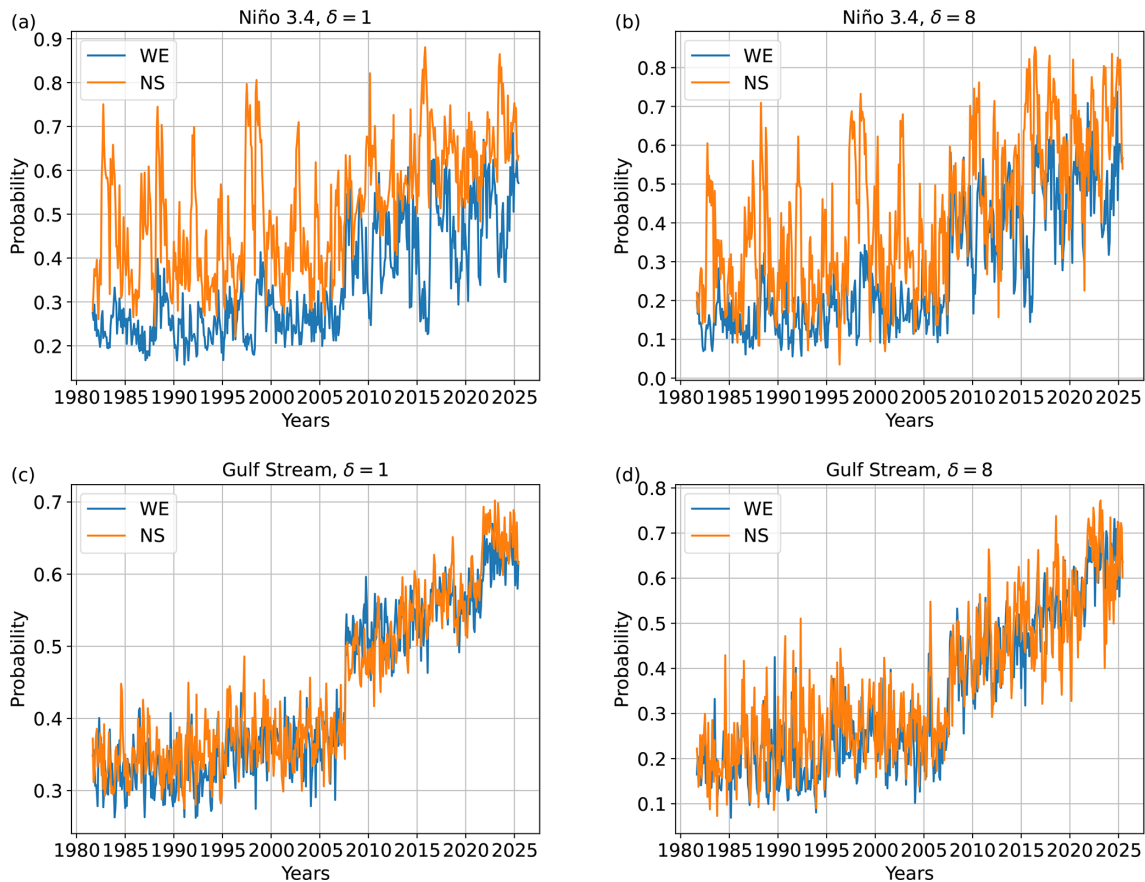 (a)
Niño 3.4, δ = 1
Probability
0.9
0.8
0.7
0.6
0.5
0.4
0.3
0.2
WE
NS
1980 1985 1990 1995 2000 2005 2010 2015 2020 2025
Years
(b)
Niño 3.4, δ = 8
Probability
0.8
0.7
0.6
0.5
0.4
0.3
0.2
0.1
0.0
WE
NS
1980 1985 1990 1995 2000 2005 2010 2015 2020 2025
Years
(c)
Gulf Stream, δ = 1
Probability
0.7
0.6
0.5
0.4
0.3
WE
NS
1980 1985 1990 1995 2000 2005 2010 2015 2020 2025
Years
(d)
Gulf Stream, δ = 8
Probability
0.8
0.7
0.6
0.5
0.4
0.3
0.2
0.1
WE
NS
1980 1985 1990 1995 2000 2005 2010 2015 2020 2025
Years